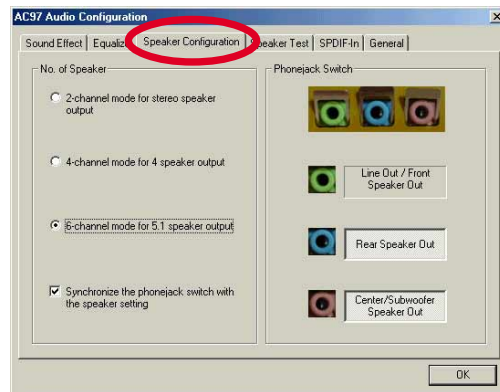 AC97 Audio Configuration
Sound Effect
Speaker Configuration
Speaker Test
SPDIF-In
General
No. of Speaker
2-channel mode for stereo speaker
output
4-channel mode for 4 speaker output
6-channel mode for 5.1 speaker output
Synchronize the phonejack switch with
the speaker setting
Phonejack Switch
Line Out / Front
Speaker Out
Rear Speaker Out
Center/Subwoofer
Speaker Out
OK